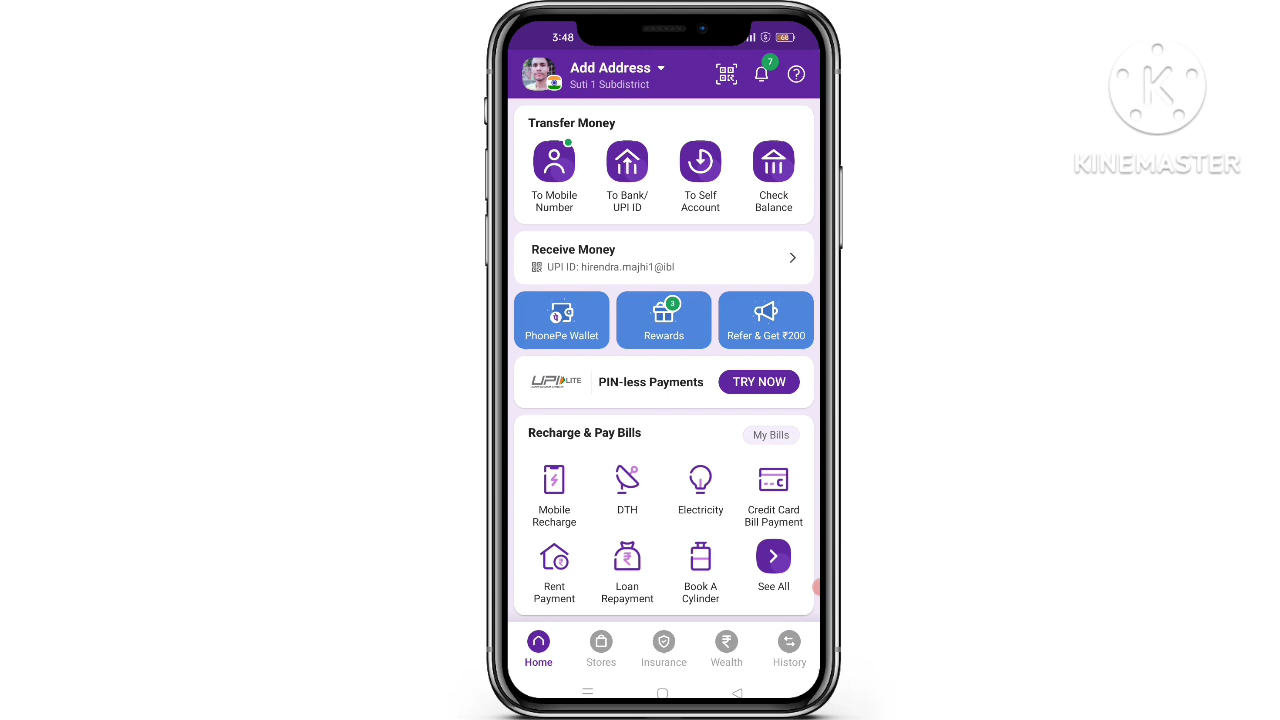 3:48
68
Add Address
Suti 1 Subdistrict
7
Transfer Money
To Mobile
Number
To Bank/
UPI ID
To Self
Account
Check
Balance
Receive Money
UPI ID: hirendra.majhi1@ibl
PhonePe Wallet
3
Rewards
Refer & Get ₹200
UPI LITE
PIN-less Payments
TRY NOW
Recharge & Pay Bills
My Bills
Mobile
Recharge
DTH
Electricity
Credit Card
Bill Payment
Rent
Payment
Loan
Repayment
Book A
Cylinder
See All
Home
Stores
Insurance
Wealth
History
K
KINEMASTER